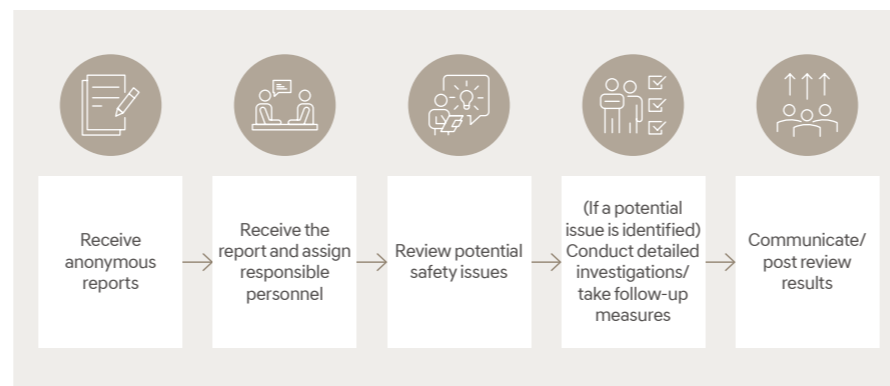 Receive
anonymous
reports
Receive the
report and assign
responsible
personnel
Review potential
safety issues
(If a potential
issue is identified)
Conduct detailed
investigations/
take follow-up
measures
Communicate/
post review
results